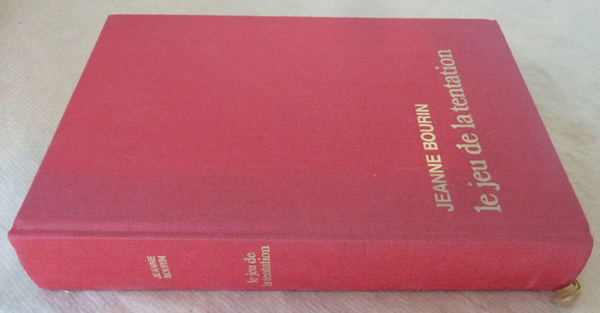 JEANNE BOURIN
le jeu de la tentation
JEANNE
BOURIN
le jeu de
la tentation